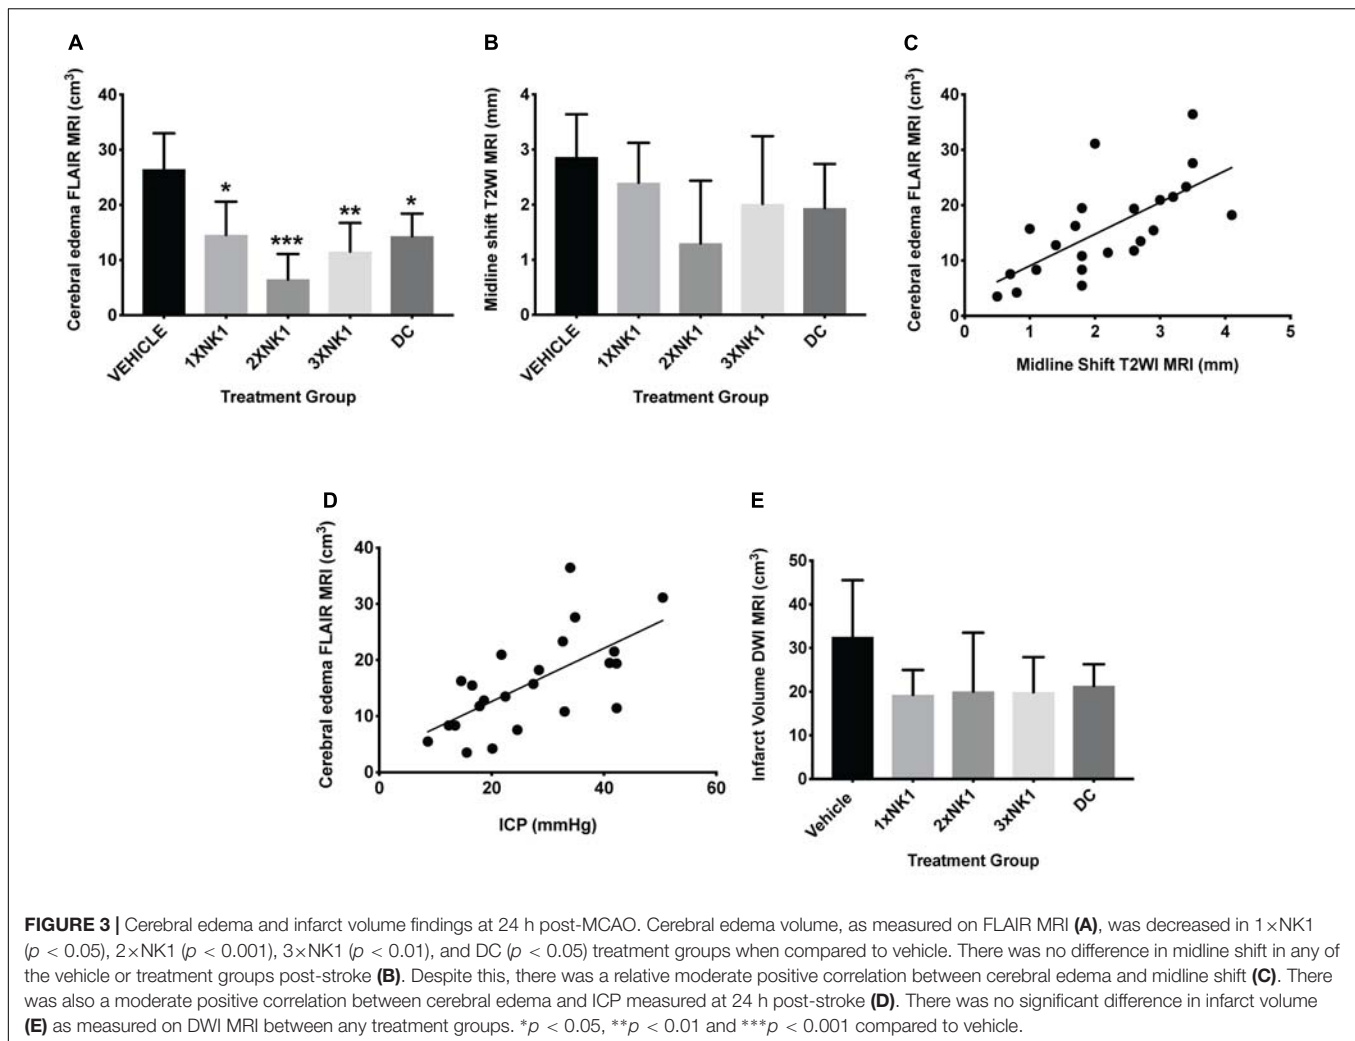 A
Cerebral edema FLAIR MRI (cm³)
40
30
20
10
0
*
***
**
*
VEHICLE
1XNK1
2XNK1
3XNK1
DC
Treatment Group
B
Midline shift T2WI MRI (mm)
4
3
2
1
0
VEHICLE
1XNK1
2XNK1
3XNK1
DC
Treatment Group
C
Cerebral edema FLAIR MRI (cm³)
40
30
20
10
0
0 1 2 3 4 5
Midline Shift T2WI MRI (mm)
D
Cerebral edema FLAIR MRI (cm³)
40
30
20
10
0
0 20 40 60
ICP (mmHg)
E
Infarct Volume DWI MRI (cm³)
50
40
30
20
10
0
Vehicle
1xNK1
2xNK1
3xNK1
DC
Treatment Group
FIGURE 3 | Cerebral edema and infarct volume findings at 24 h post-MCAO. Cerebral edema volume, as measured on FLAIR MRI (A), was decreased in 1×NK1
(p < 0.05), 2×NK1 (p < 0.001), 3×NK1 (p < 0.01), and DC (p < 0.05) treatment groups when compared to vehicle. There was no difference in midline shift in any of
the vehicle or treatment groups post-stroke (B). Despite this, there was a relative moderate positive correlation between cerebral edema and midline shift (C). There
was also a moderate positive correlation between cerebral edema and ICP measured at 24 h post-stroke (D). There was no significant difference in infarct volume
(E) as measured on DWI MRI between any treatment groups. *p < 0.05, **p < 0.01 and ***p < 0.001 compared to vehicle.